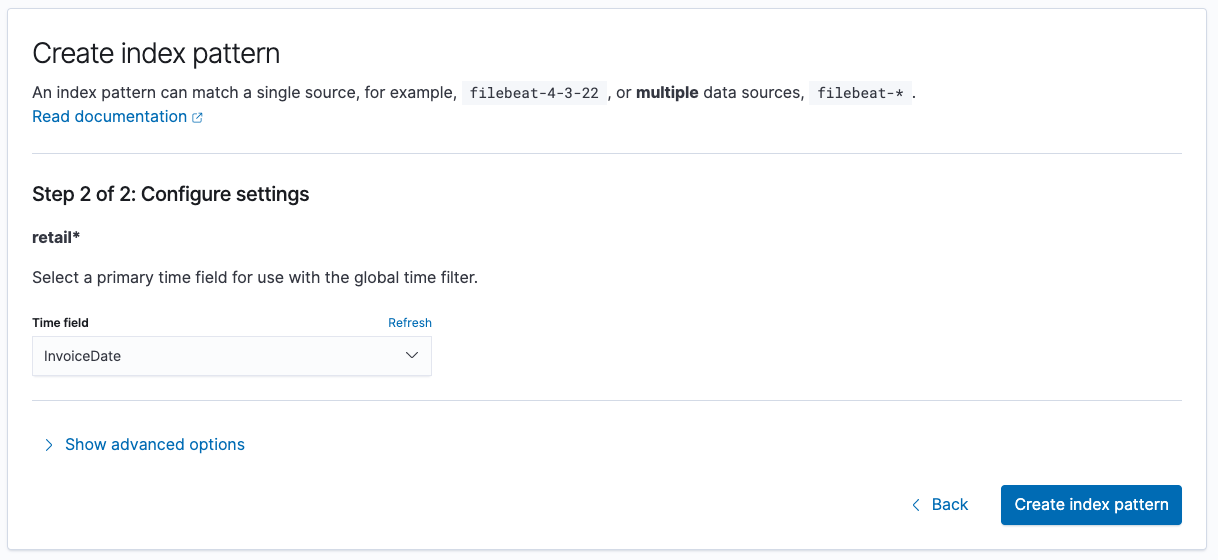 Create index pattern
An index pattern can match a single source, for example, filebeat-4-3-22 , or multiple data sources, filebeat-* .
Read documentation
Step 2 of 2: Configure settings
retail*
Select a primary time field for use with the global time filter.
Time field Refresh
InvoiceDate
Show advanced options
Back Create index pattern